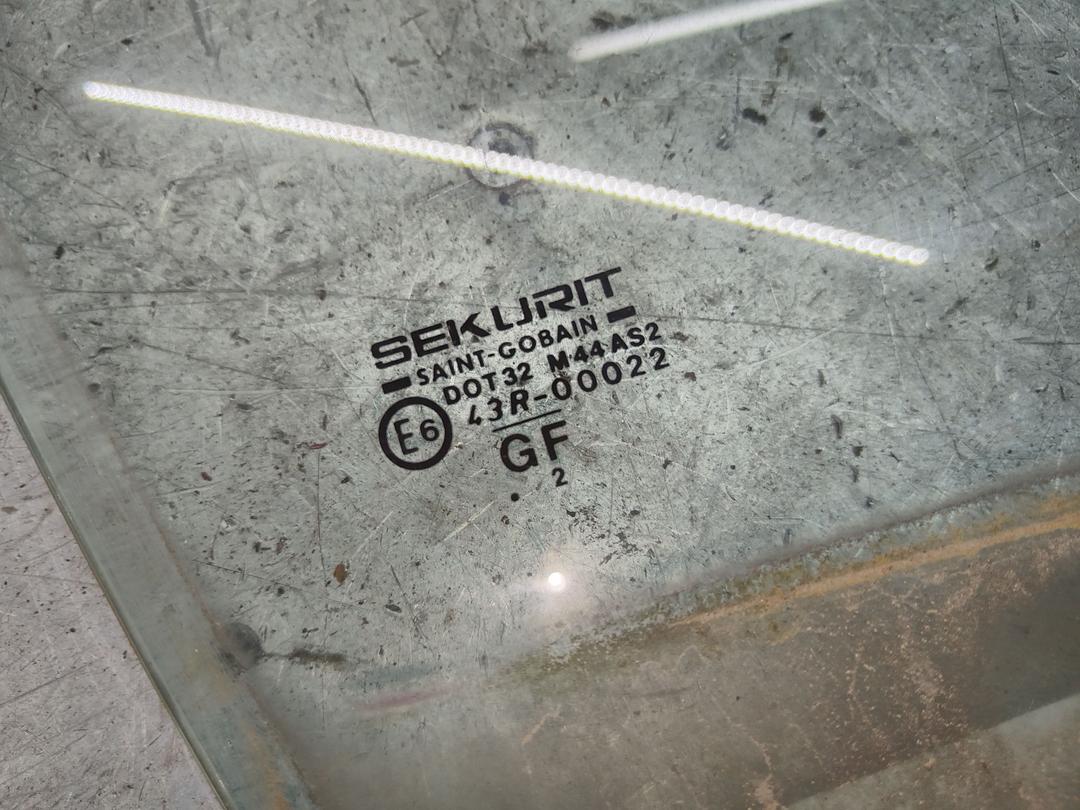 SEKURIT
SAINT-GOBAIN
DOT32 M44AS2
E6 43R-00022
GF
2